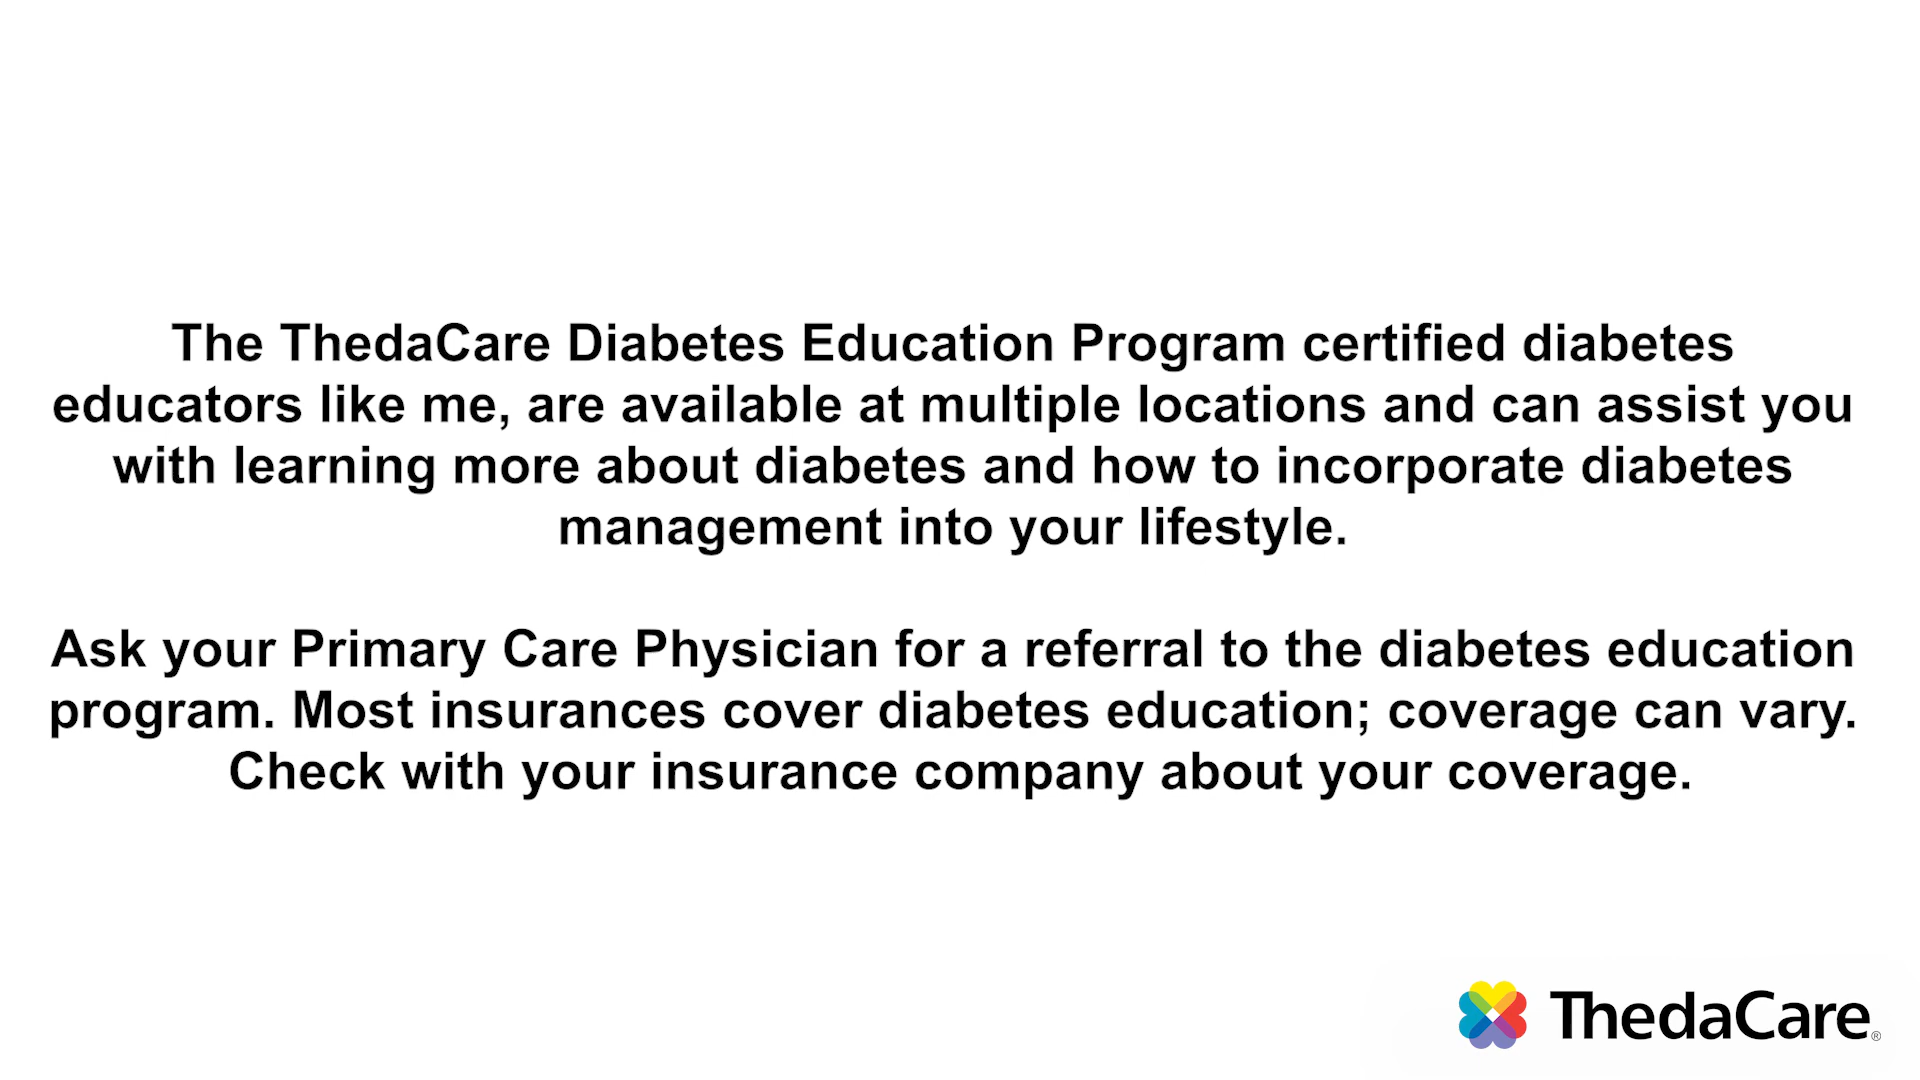 The ThedaCare Diabetes Education Program certified diabetes
educators like me, are available at multiple locations and can assist you
with learning more about diabetes and how to incorporate diabetes
management into your lifestyle.
Ask your Primary Care Physician for a referral to the diabetes education
program. Most insurances cover diabetes education; coverage can vary.
Check with your insurance company about your coverage.
ThedaCare®